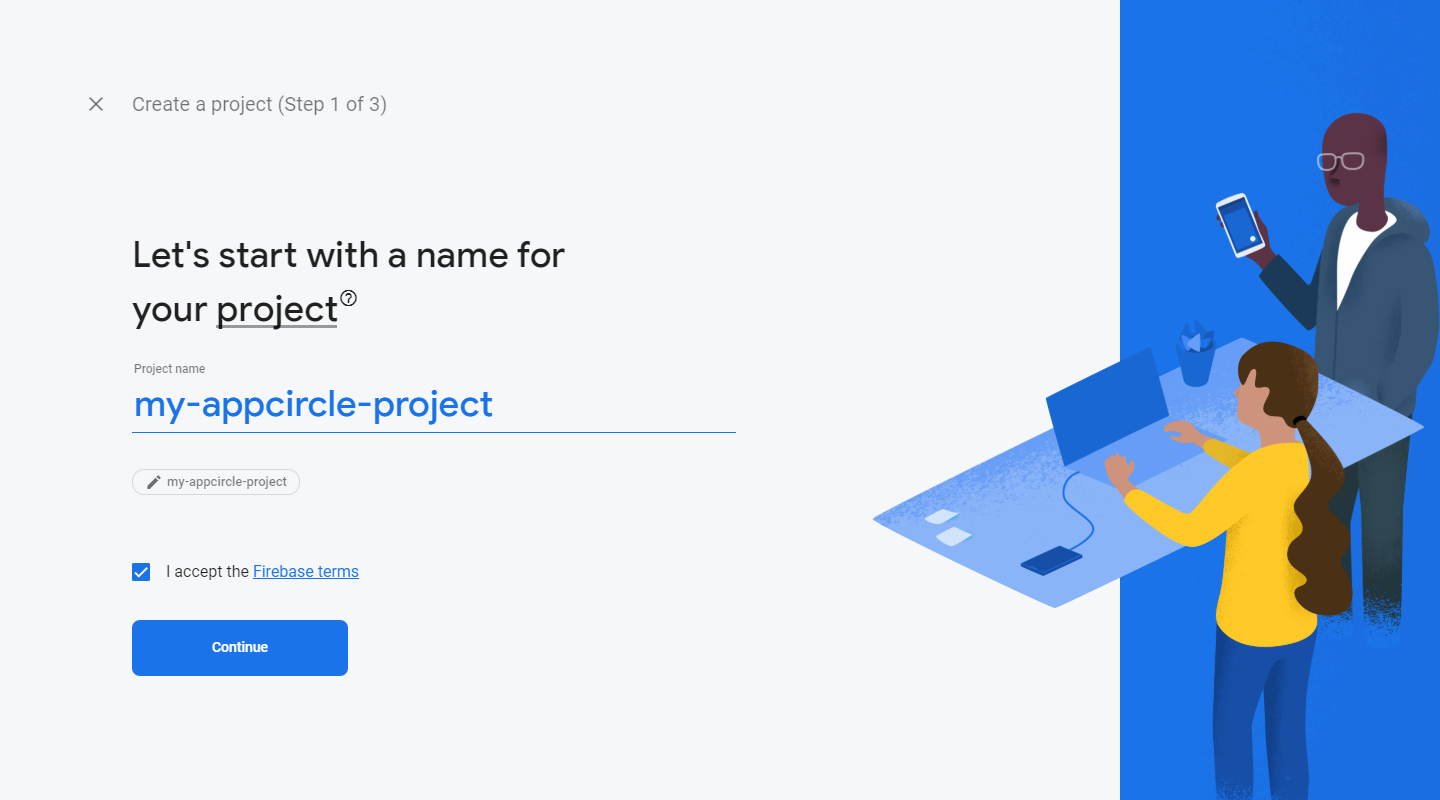 Create a project (Step 1 of 3)
Let's start with a name for
your project
Project name
my-appcircle-project
my-appcircle-project
I accept the Firebase terms
Continue